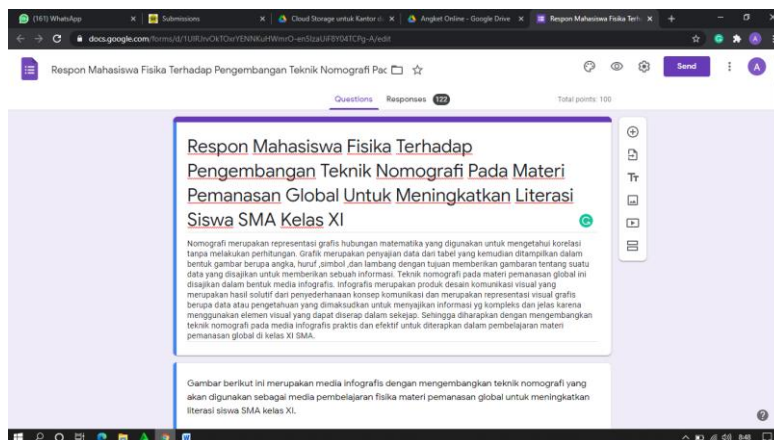 (161) WhatsApp
Submissions
Cloud Storage untuk Kantor d
Angket Online - Google Drive
Respon Mahasiswa Fisika Terh
docs.google.com
Respon Mahasiswa Fisika Terhadap Pengembangan Teknik Nomografi Pac
Send
A
Questions Responses 122
Total points: 100
Respon Mahasiswa Fisika Terhadap
Pengembangan Teknik Nomografi Pada Materi
Pemanasan Global Untuk Meningkatkan Literasi
Siswa SMA Kelas XI
Nomografi merupakan representasi grafis hubungan matematika yang digunakan untuk mengetahui korelasi
tanpa melakukan perhitungan. Grafik merupakan penyajian data dari tabel yang kemudian ditampilkan dalam
bentuk gambar berupa angka, huruf ,simbol ,dan lambang dengan tujuan memberikan gambaran tentang suatu
data yang disajikan untuk memberikan sebuah informasi. Teknik nomografi pada materi pemanasan global ini
disajikan dalam bentuk media infografis. Infografis merupakan produk desain komunikasi visual yang
merupakan hasil solutif dari penyederhanaan konsep komunikasi dan merupakan representasi visual grafis
berupa data atau pengetahuan yang dimaksudkan untuk menyajikan informasi yg kompleks dan jelas karena
menggunakan elemen visual yang dapat diserap dalam sekejap. Sehingga diharapkan dengan mengembangkan
teknik nomografi pada media infografis praktis dan efektif untuk diterapkan dalam pembelajaran materi
pemanasan global di kelas XI SMA.
Gambar berikut ini merupakan media infografis dengan mengembangkan teknik nomografi yang
akan digunakan sebagai media pembelajaran fisika materi pemanasan global untuk meningkatkan
literasi siswa SMA kelas XI.
8:48